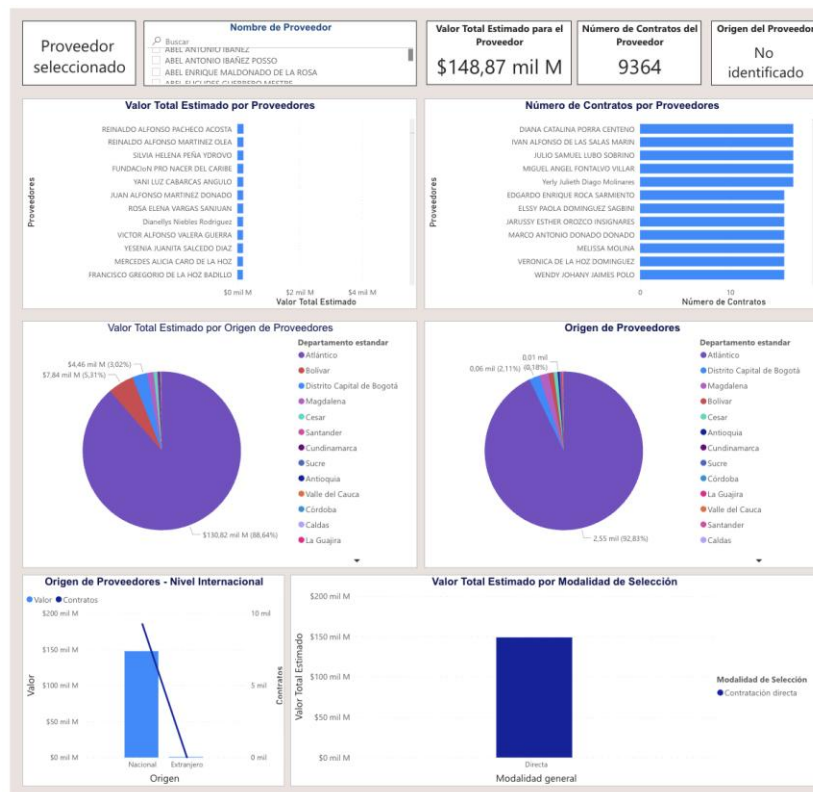 Proveedor
seleccionado
Nombre de Proveedor
Buscar
ABEL ANTONIO IBAÑEZ
ABEL ANTONIO IBAÑEZ POSSO
ABEL ENRIQUE MALDONADO DE LA ROSA
ABEL EUCLIDES GUERRERO MESTRE
Valor Total Estimado para el
Proveedor
$148,87 mil M
Número de Contratos del
Proveedor
9364
Origen del Proveedor
No
identificado
Valor Total Estimado por Proveedores
Proveedores
REINALDO ALFONSO PACHECO ACOSTA
REINALDO ALFONSO MARTINEZ OLEA
SILVIA HELENA PEÑA YDROVO
FUNDACIoN PRO NACER DEL CARIBE
YANI LUZ CABARCAS ANGULO
JUAN ALFONSO MARTINEZ DONADO
ROSA ELENA VARGAS SANJUAN
Dianellys Niebles Rodriguez
VICTOR ALFONSO VALERA GUERRA
YESENIA JUANITA SALCEDO DIAZ
MERCEDES ALICIA CARO DE LA HOZ
FRANCISCO GREGORIO DE LA HOZ BADILLO
$0 mil M $2 mil M $4 mil M
Valor Total Estimado
Número de Contratos por Proveedores
Proveedores
DIANA CATALINA PORRA CENTENO
IVAN ALFONSO DE LAS SALAS MARIN
JULIO SAMUEL LUBO SOBRINO
MIGUEL ANGEL FONTALVO VILLAR
Yerly Julieth Diago Molinares
EDGARDO ENRIQUE ROCA SARMIENTO
ELSSY PAOLA DOMINGUEZ SAGBINI
JARUSSY ESTHER OROZCO INSIGNARES
MARCO ANTONIO DONADO DONADO
MELISSA MOLINA
VERONICA DE LA HOZ DOMINGUEZ
WENDY JOHANY JAIMES POLO
0 10
Número de Contratos
Valor Total Estimado por Origen de Proveedores
$4,46 mil M (3,02%)
$7,84 mil M (5,31%)
$130,82 mil M (88,64%)
Departamento estandar
Atlántico
Bolívar
Distrito Capital de Bogotá
Magdalena
Cesar
Santander
Cundinamarca
Sucre
Antioquia
Valle del Cauca
Córdoba
Caldas
La Guajira
Origen de Proveedores
0,01 mil
(0,18%)
0,06 mil (2,11%)
2,55 mil (92,83%)
Departamento estandar
Atlántico
Distrito Capital de Bogotá
Magdalena
Bolívar
Cesar
Antioquia
Cundinamarca
Sucre
Córdoba
La Guajira
Valle del Cauca
Santander
Caldas
Origen de Proveedores - Nivel Internacional
Valor Contratos
$200 mil M 10 mil
$150 mil M
$100 mil M 5 mil
$50 mil M
$0 mil M 0 mil
Valor
Contratos
Nacional Extranjero
Origen
Valor Total Estimado por Modalidad de Selección
Valor Total Estimado
$200 mil M
$150 mil M
$100 mil M
$50 mil M
$0 mil M
Directa
Modalidad general
Modalidad de Selección
Contratación directa